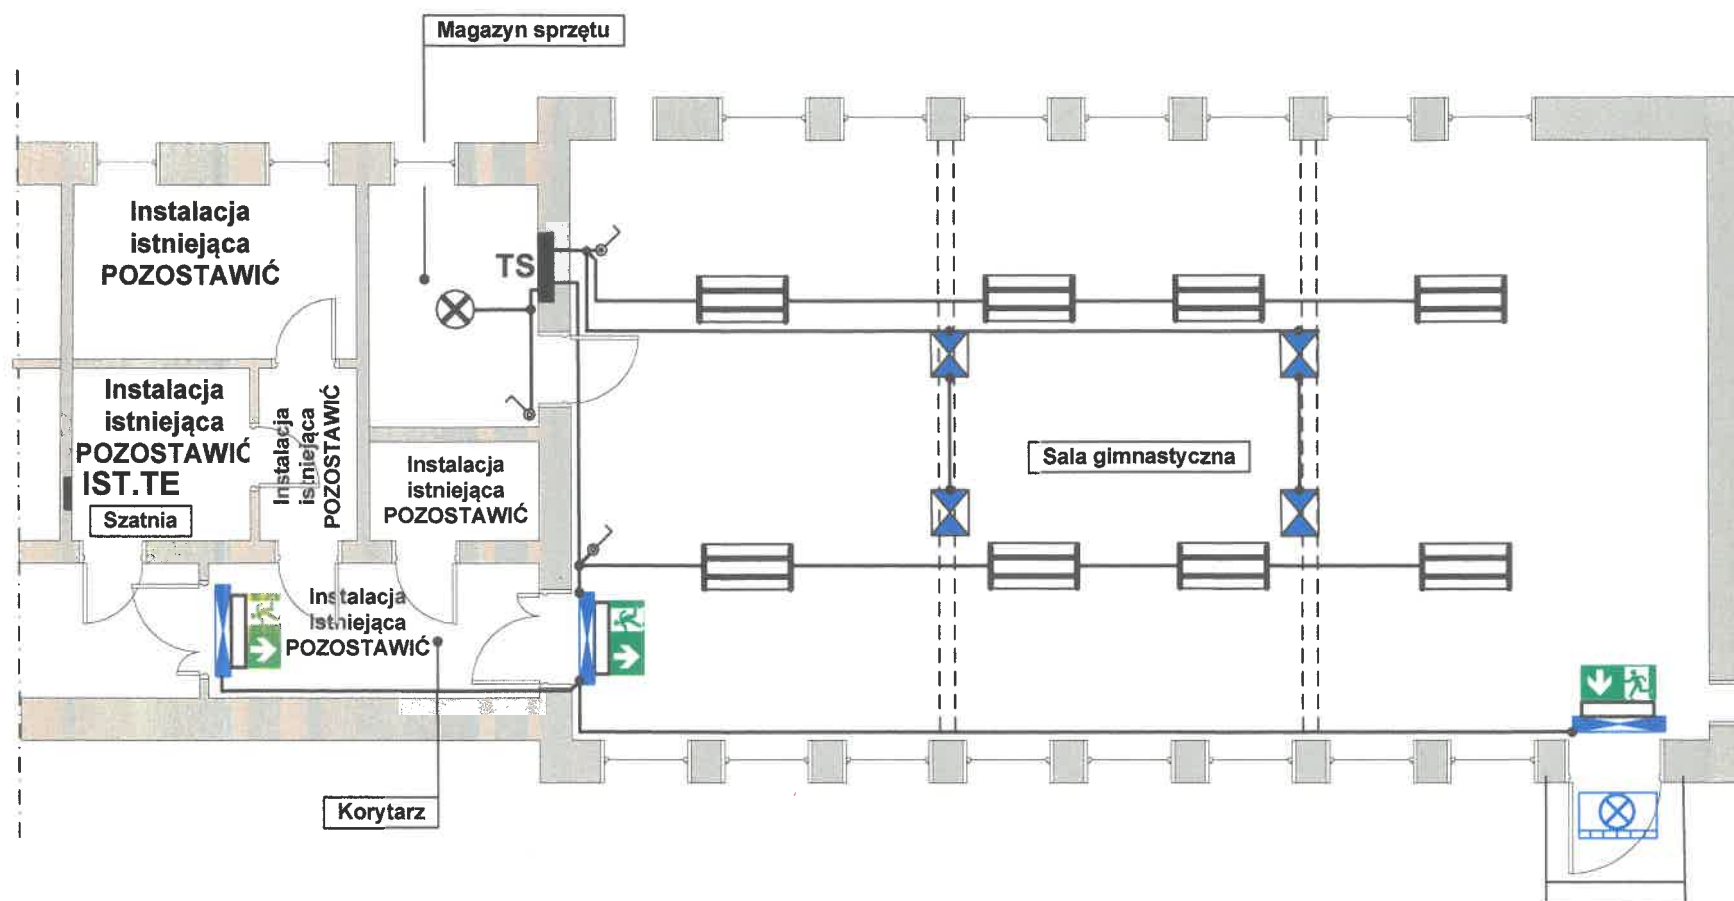 Magazyn sprzętu
Instalacja
istniejąca
POZOSTAWIĆ
TS
Instalacja
istniejąca
POZOSTAWIĆ
IST.TE
Szatnia
Instalacja
istniejąca
POZOSTAWIĆ
Instalacja
istniejąca
POZOSTAWIĆ
Sala gimnastyczna
Instalacja
istniejąca
POZOSTAWIĆ
Korytarz